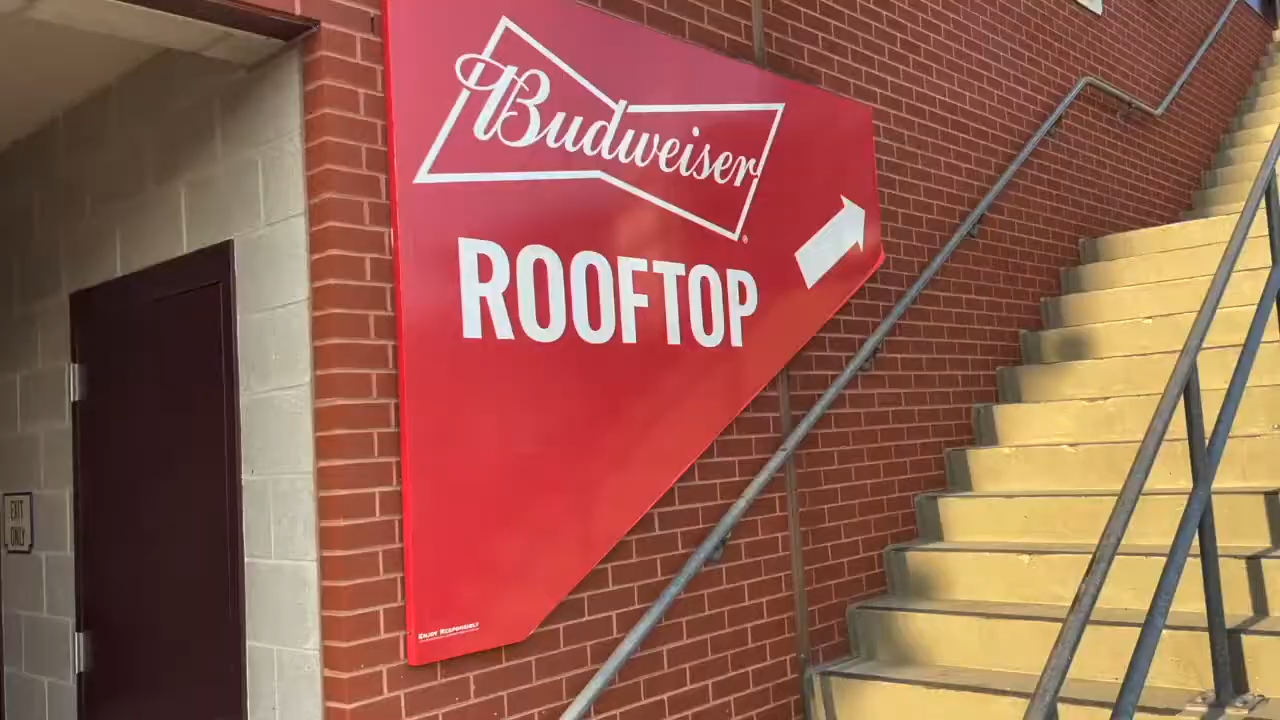 Budweiser
ROOFTOP
EXIT
ONLY
ENJOY RESPONSIBLY